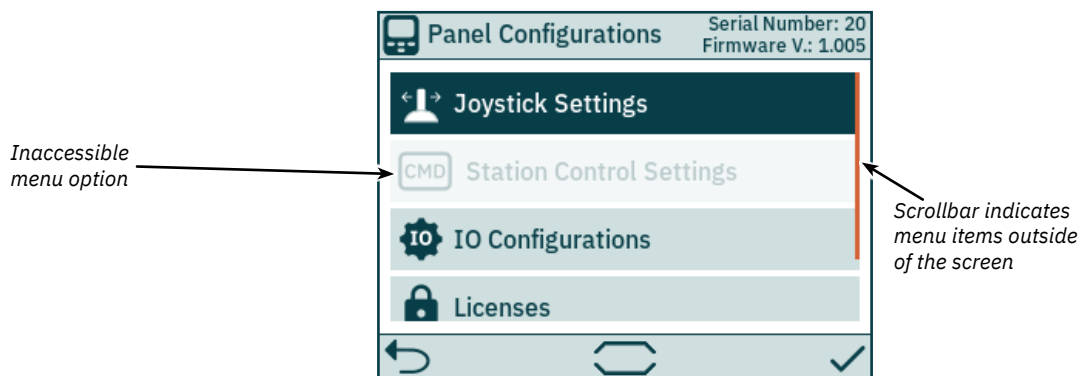 Panel Configurations
Serial Number: 20
Firmware V.: 1.005
Joystick Settings
Inaccessible
menu option
CMD
Station Control Settings
Scrollbar indicates
menu items outside
of the screen
IO
IO Configurations
Licenses